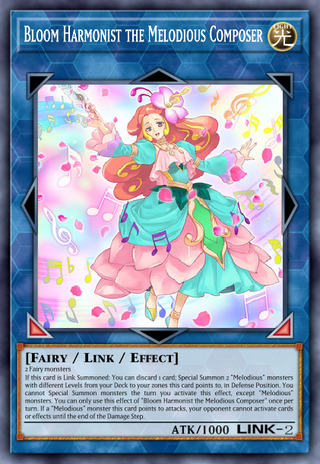 Bloom Harmonist the Melodious Composer
LIGHT
光
[Fairy / Link / Effect]
2 Fairy monsters
If this card is Link Summoned: You can discard 1 card; Special Summon 2 "Melodious" monsters
with different Levels from your Deck to your zones this card points to, in Defense Position. You
cannot Special Summon monsters the turn you activate this effect, except "Melodious"
monsters. You can only use this effect of "Bloom Harmonist the Melodious Composer" once per
turn. If a "Melodious" monster this card points to attacks, your opponent cannot activate cards
or effects until the end of the Damage Step.
ATK/1000 LINK-2